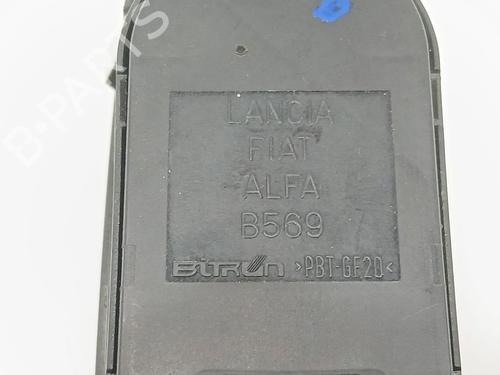 B-PARTS
LANCIA
FIAT
ALFA
B569
BITRON >PBT-GF20<